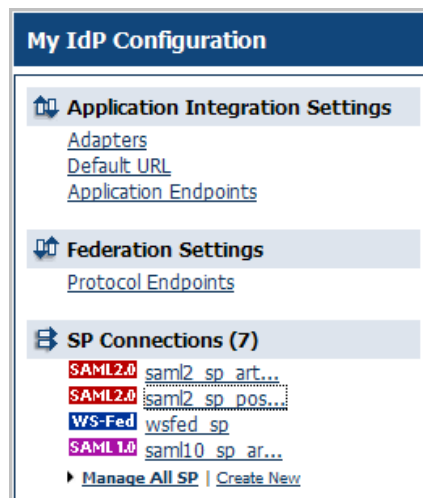 My IdP Configuration
Application Integration Settings
Adapters
Default URL
Application Endpoints
Federation Settings
Protocol Endpoints
SP Connections (7)
SAML2.0 saml2_sp_art...
SAML2.0 saml2_sp_pos...
WS-Fed wsfed_sp
SAML 1.0 saml10_sp_ar...
Manage All SP | Create New